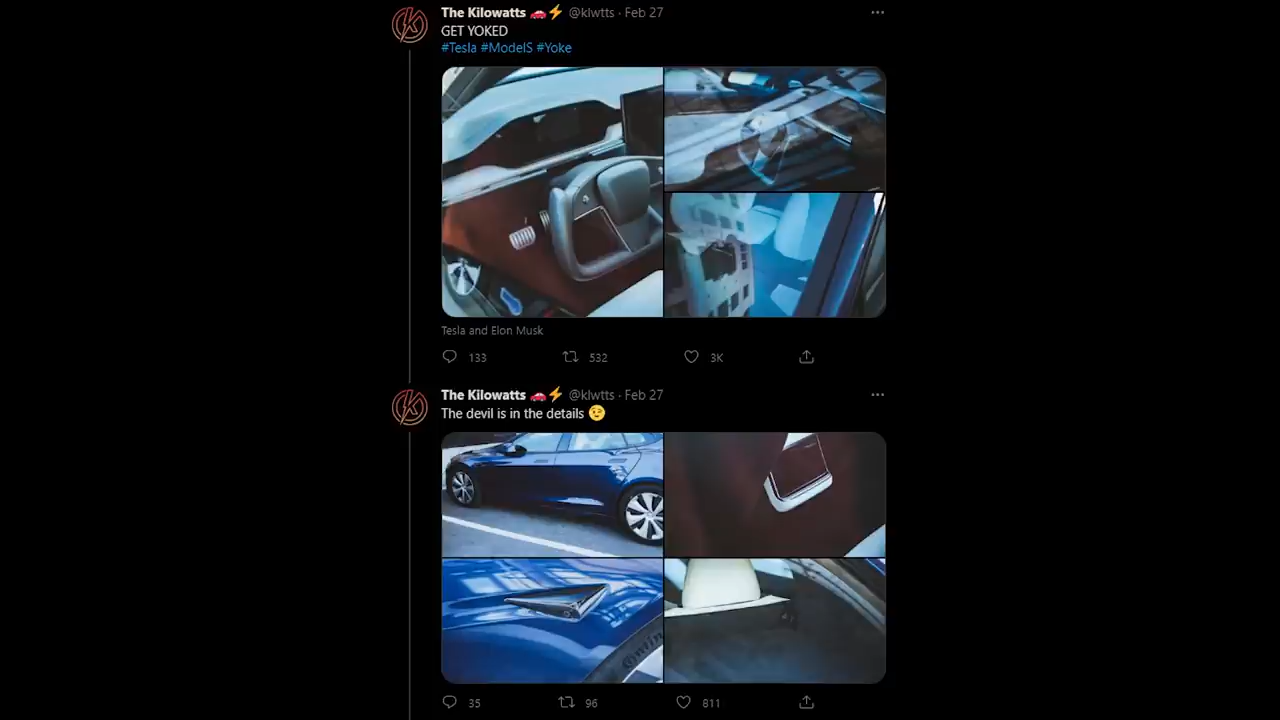 The Kilowatts 🚗⚡ @klwtts · Feb 27
GET YOKED
#Tesla #ModelS #Yoke
Tesla and Elon Musk
133 532 3K
The Kilowatts 🚗⚡ @klwtts · Feb 27
The devil is in the details 😉
Continen
35 96 811